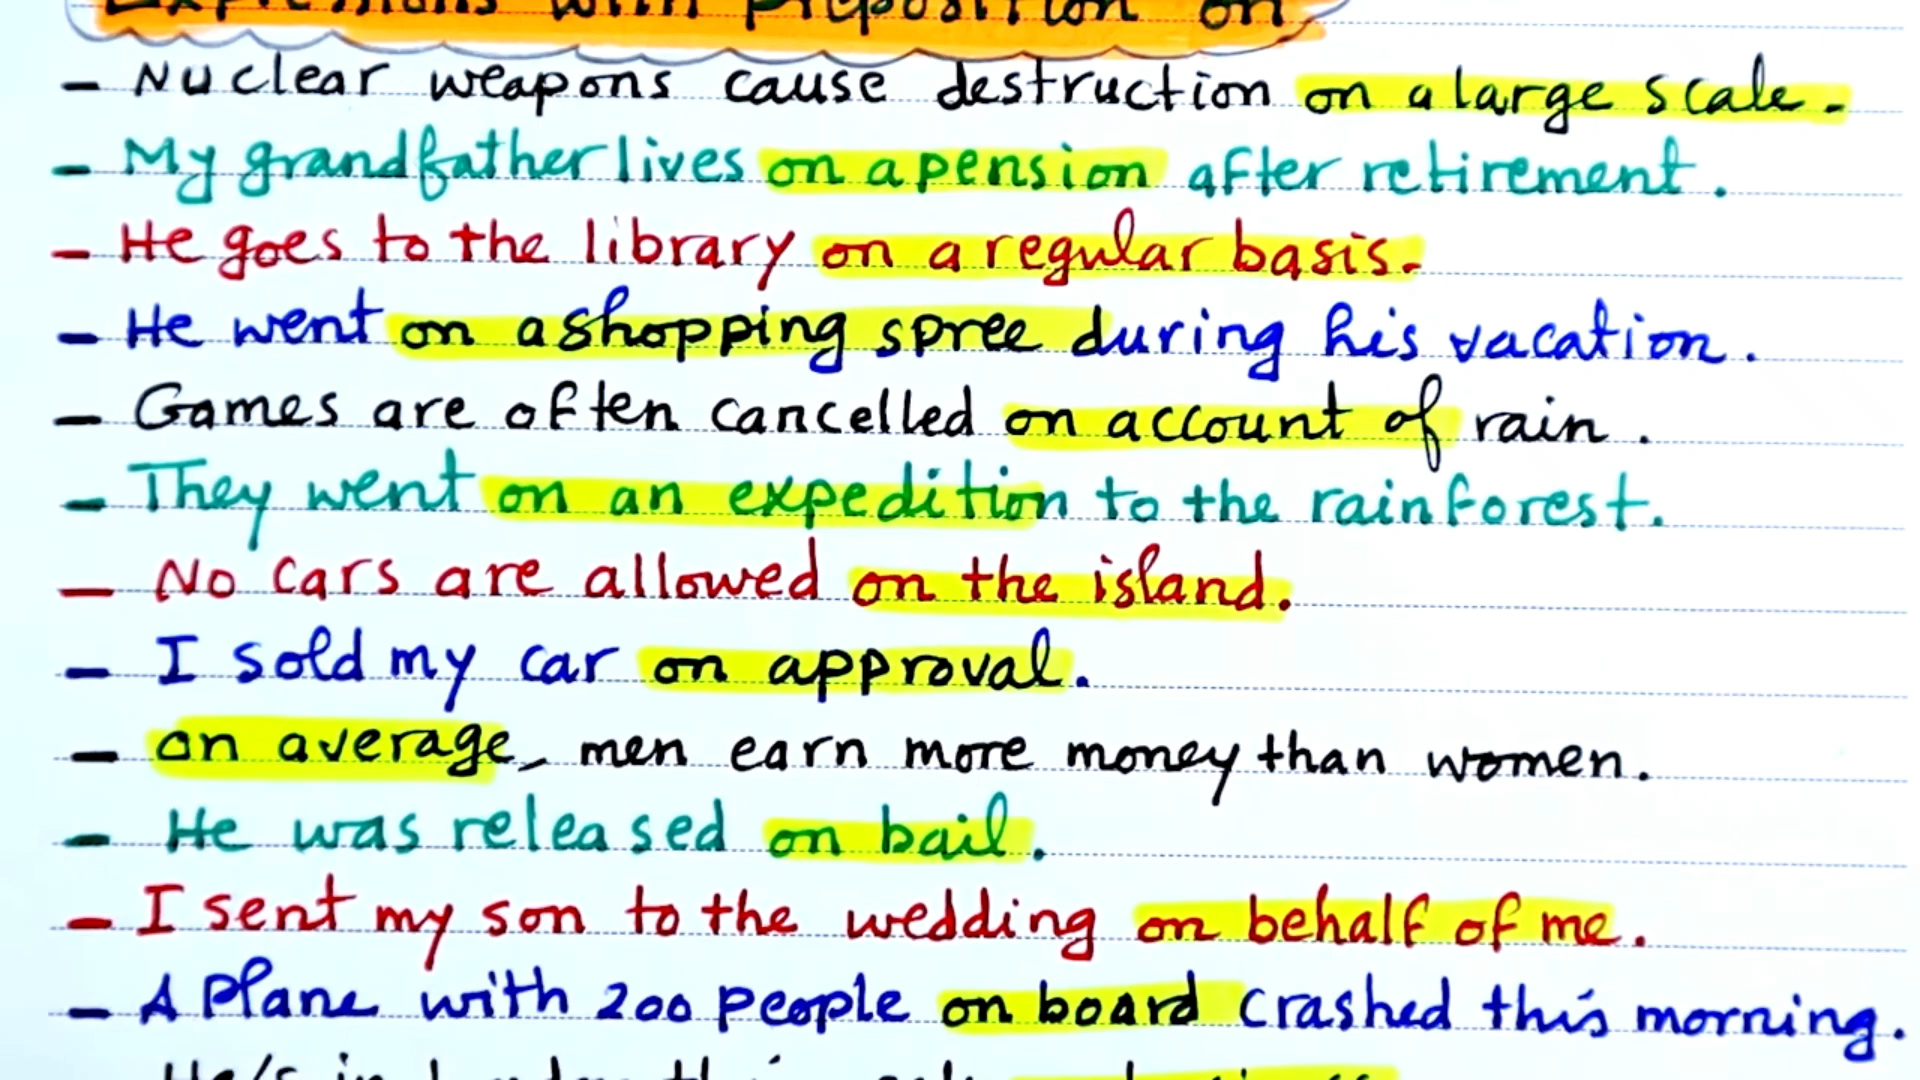 Expressions with preposition on
- Nuclear weapons cause destruction on a large scale.
- My grandfather lives on a pension after retirement.
- He goes to the library on a regular basis.
- He went on a shopping spree during his vacation.
- Games are often cancelled on account of rain.
- They went on an expedition to the rainforest.
- No cars are allowed on the island.
- I sold my car on approval.
- on average, men earn more money than women.
- He was released on bail.
- I sent my son to the wedding on behalf of me.
- A plane with 200 people on board crashed this morning.